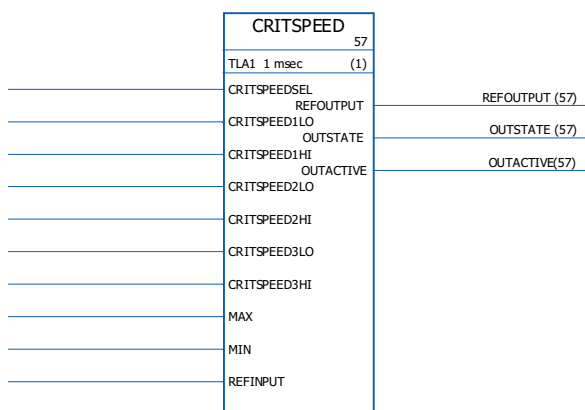 CRITSPEED
57
TLA1 1 msec (1)
CRITSPEEDSEL
REFOUTPUT REFOUTPUT (57)
CRITSPEED1LO
OUTSTATE OUTSTATE (57)
CRITSPEED1HI
OUTACTIVE OUTACTIVE(57)
CRITSPEED2LO
CRITSPEED2HI
CRITSPEED3LO
CRITSPEED3HI
MAX
MIN
REFINPUT